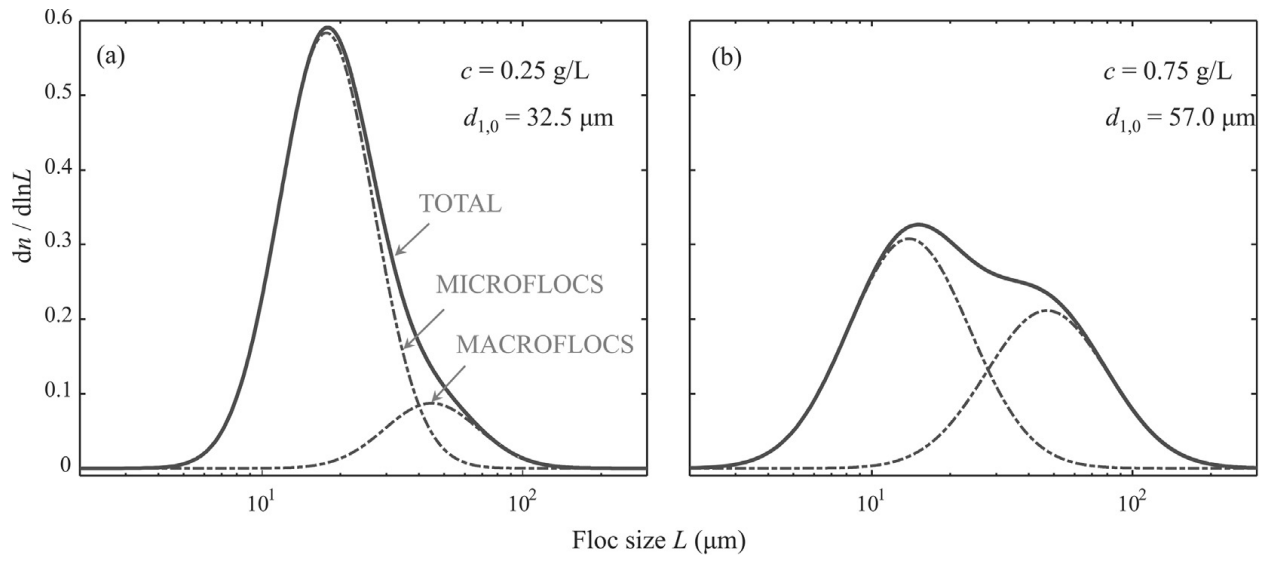 0.6
0.5
0.4
0.3
0.2
0.1
0
dn / dlnL
(a)
c = 0.25 g/L
d1,0 = 32.5 μm
TOTAL
MICROFLOCS
MACROFLOCS
10¹
10²
(b)
c = 0.75 g/L
d1,0 = 57.0 μm
10¹
10²
Floc size L (μm)